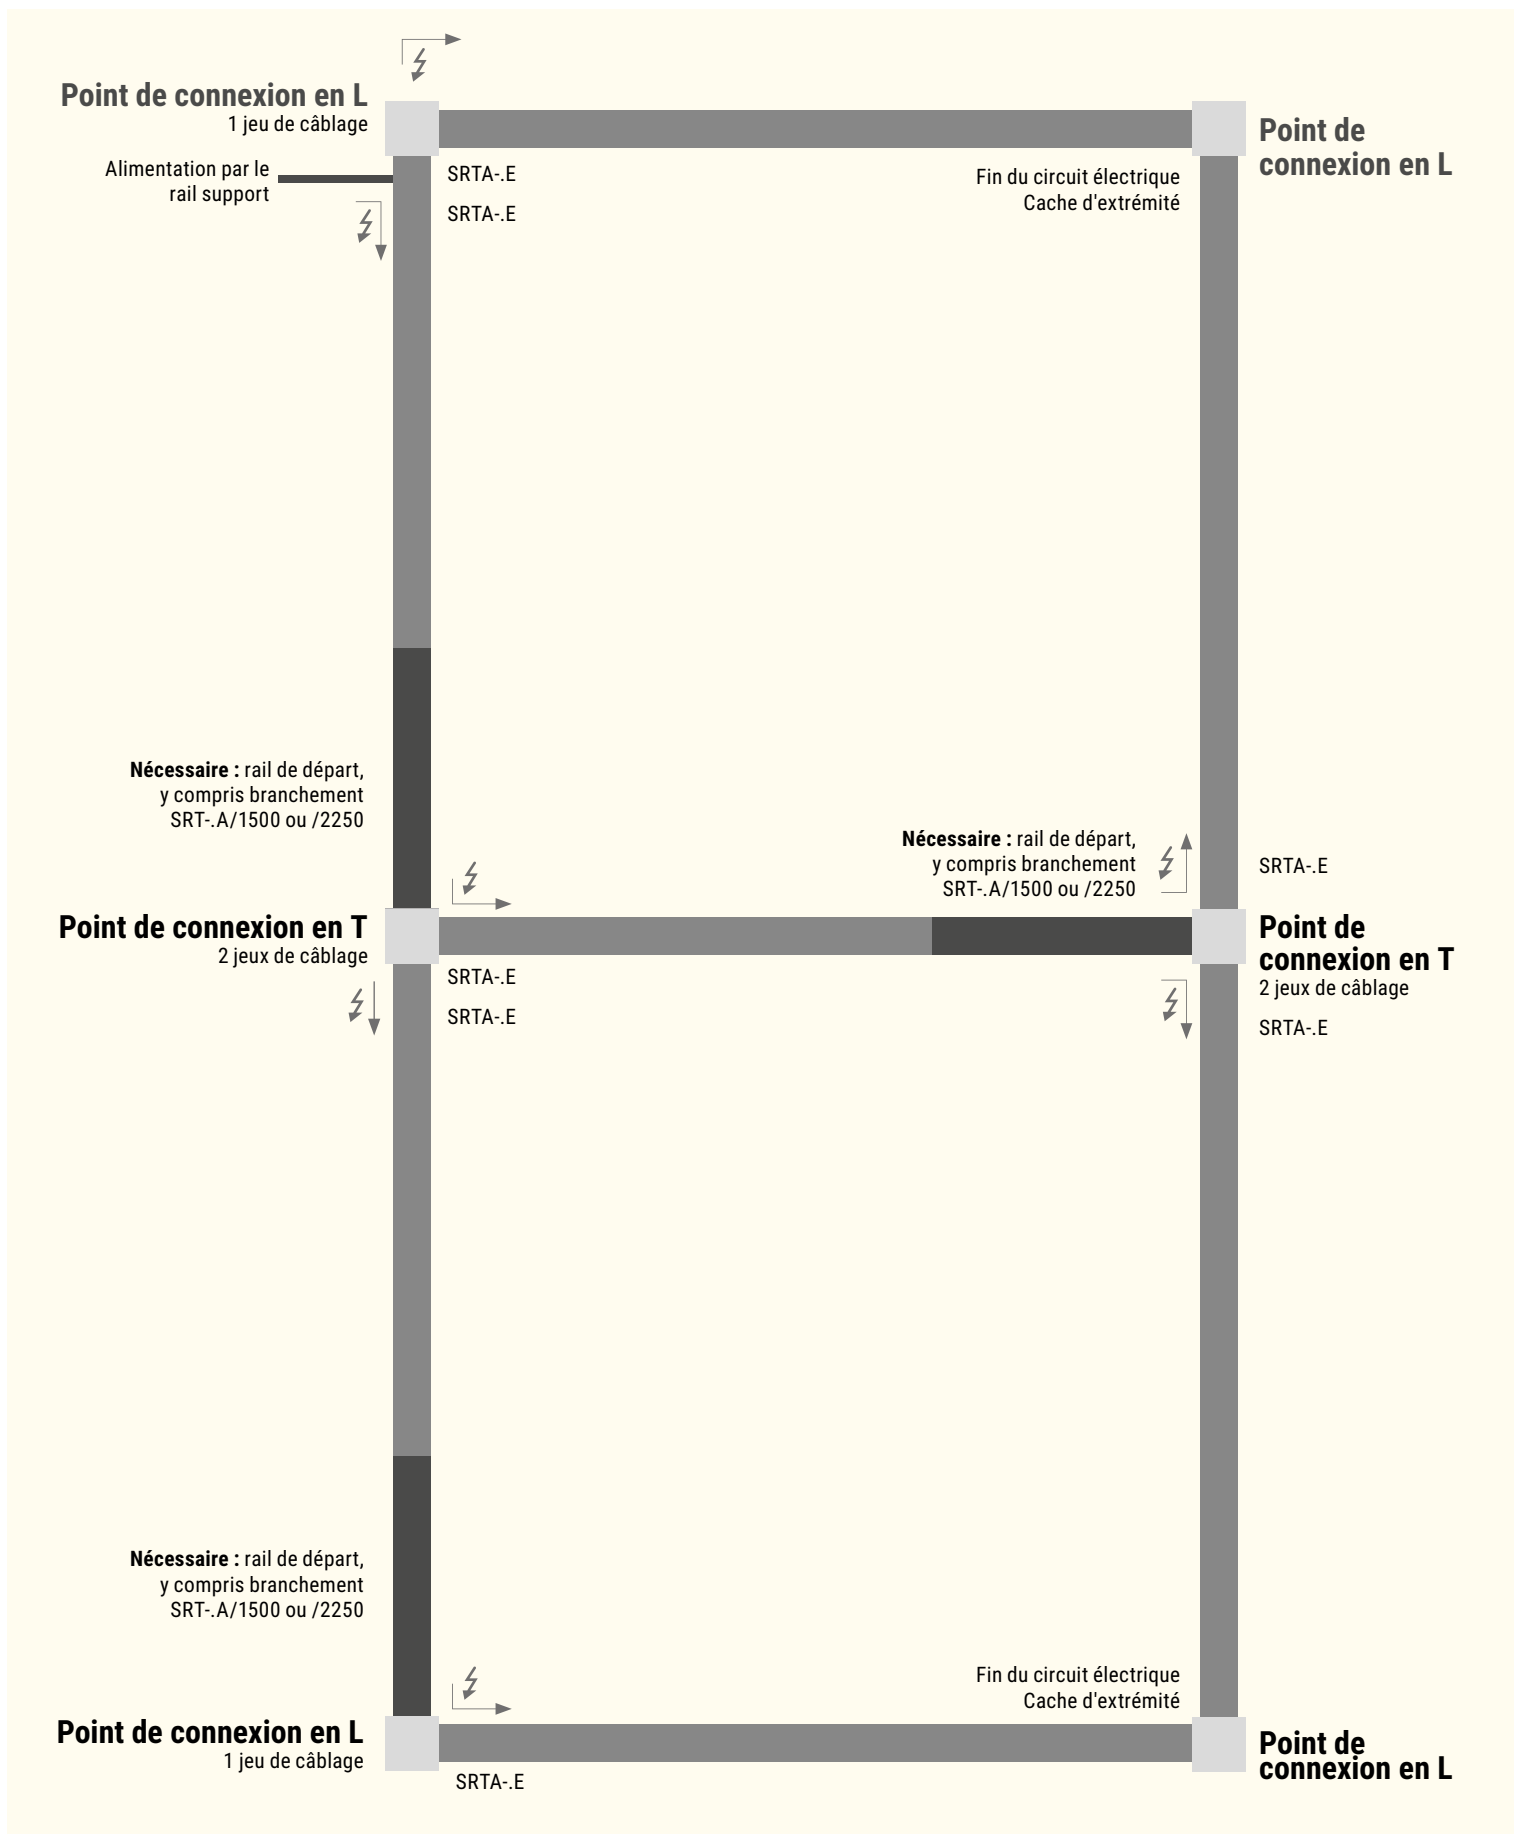 Point de connexion en L
1 jeu de câblage
Alimentation par le
rail support
SRTA-.E
SRTA-.E
Fin du circuit électrique
Cache d'extrémité
Point de
connexion en L
Nécessaire : rail de départ,
y compris branchement
SRT-.A/1500 ou /2250
Nécessaire : rail de départ,
y compris branchement
SRT-.A/1500 ou /2250
SRTA-.E
Point de connexion en T
2 jeux de câblage
SRTA-.E
SRTA-.E
Point de
connexion en T
2 jeux de câblage
SRTA-.E
Nécessaire : rail de départ,
y compris branchement
SRT-.A/1500 ou /2250
Fin du circuit électrique
Cache d'extrémité
Point de connexion en L
1 jeu de câblage
SRTA-.E
Point de
connexion en L